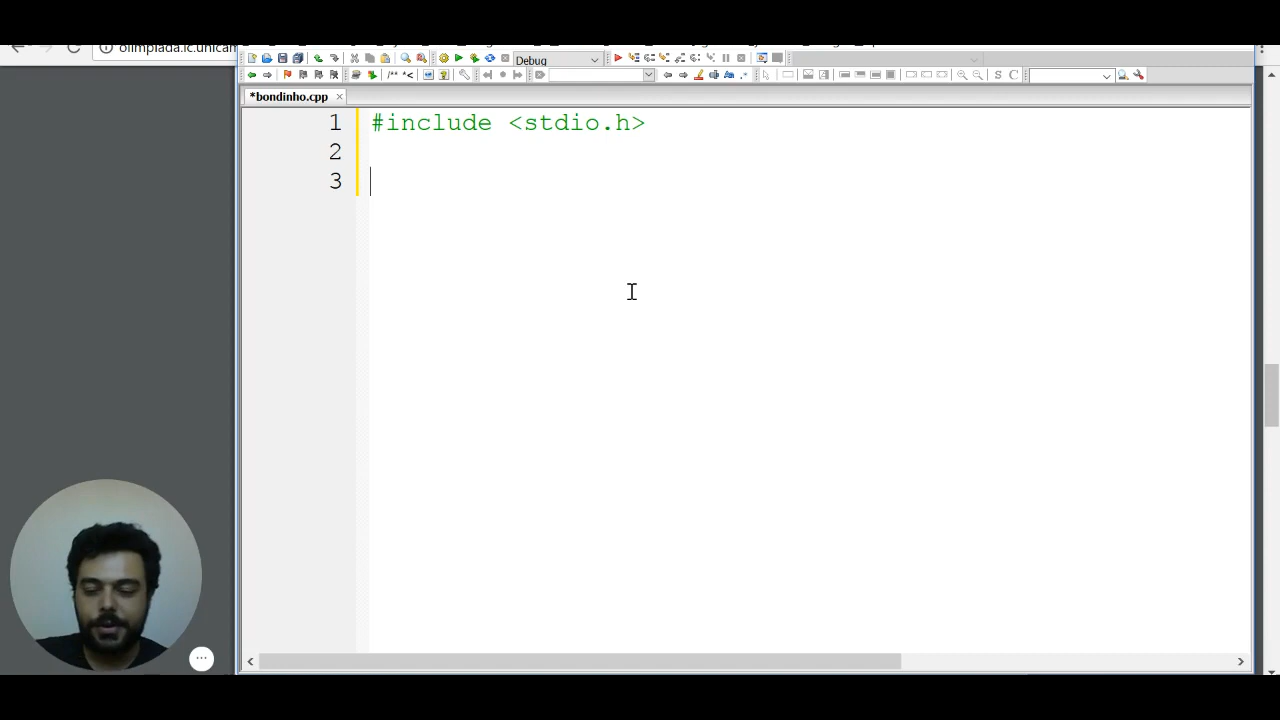 olimpiada.ic.unicam
Debug
*bondinho.cpp
1 #include <stdio.h>
2
3